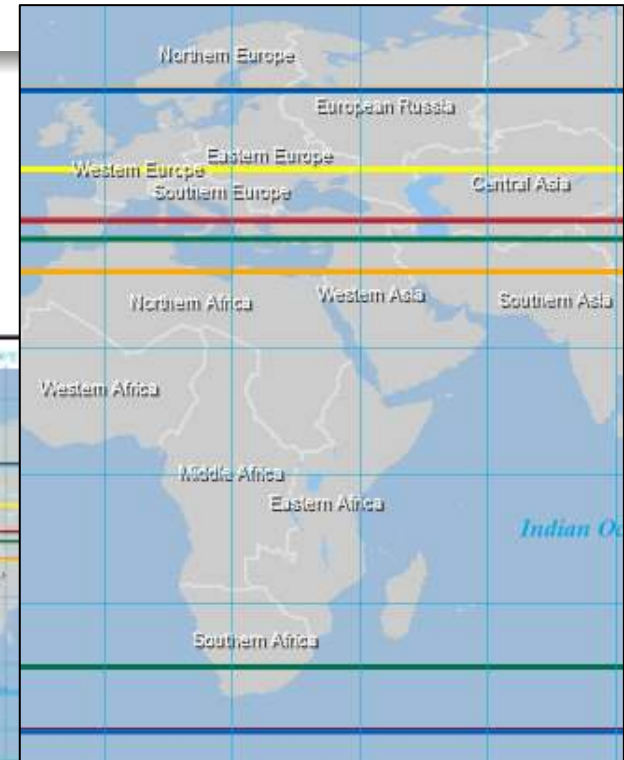 Northern Europe
European Russia
Eastern Europe
Western Europe
Central Asia
Southern Europe
Northern Africa
Western Asia
Southern Asia
Western Africa
Middle Africa
Eastern Africa
Indian
Southern Africa